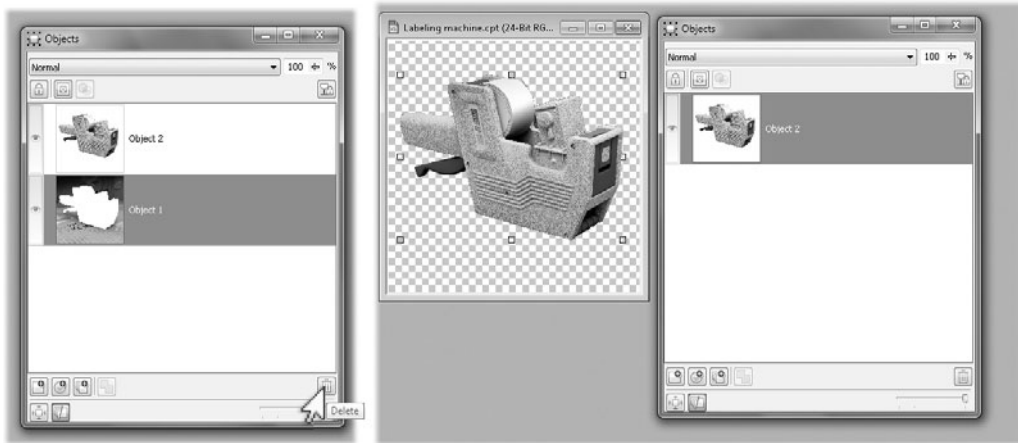 Objects
Normal
100
%
Object 2
Object 1
Delete
Labeling machine.cpt (24-Bit RG...
Objects
Normal
100
%
Object 2